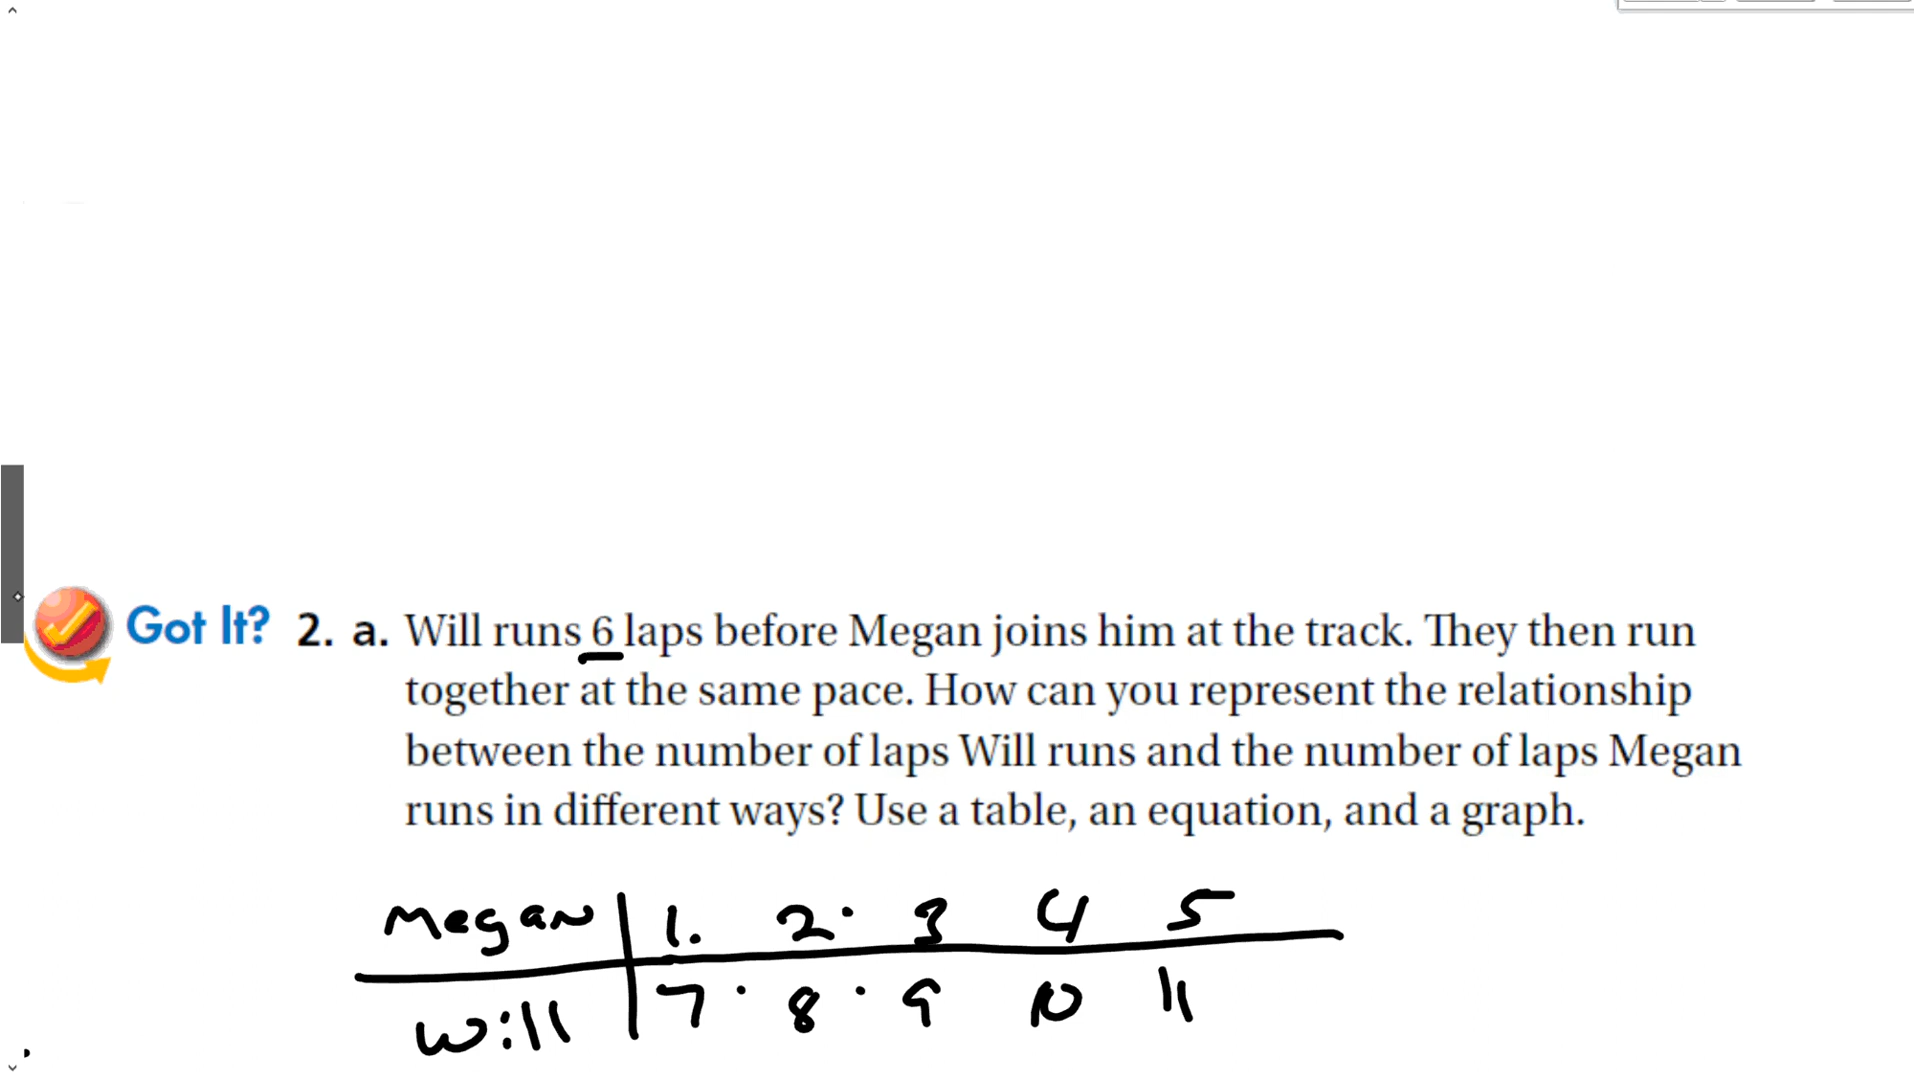 Got It? 2. a. Will runs 6 laps before Megan joins him at the track. They then run
together at the same pace. How can you represent the relationship
between the number of laps Will runs and the number of laps Megan
runs in different ways? Use a table, an equation, and a graph.
Megan 1. 2. 3 4 5
Will 7. 8. 9 10 11